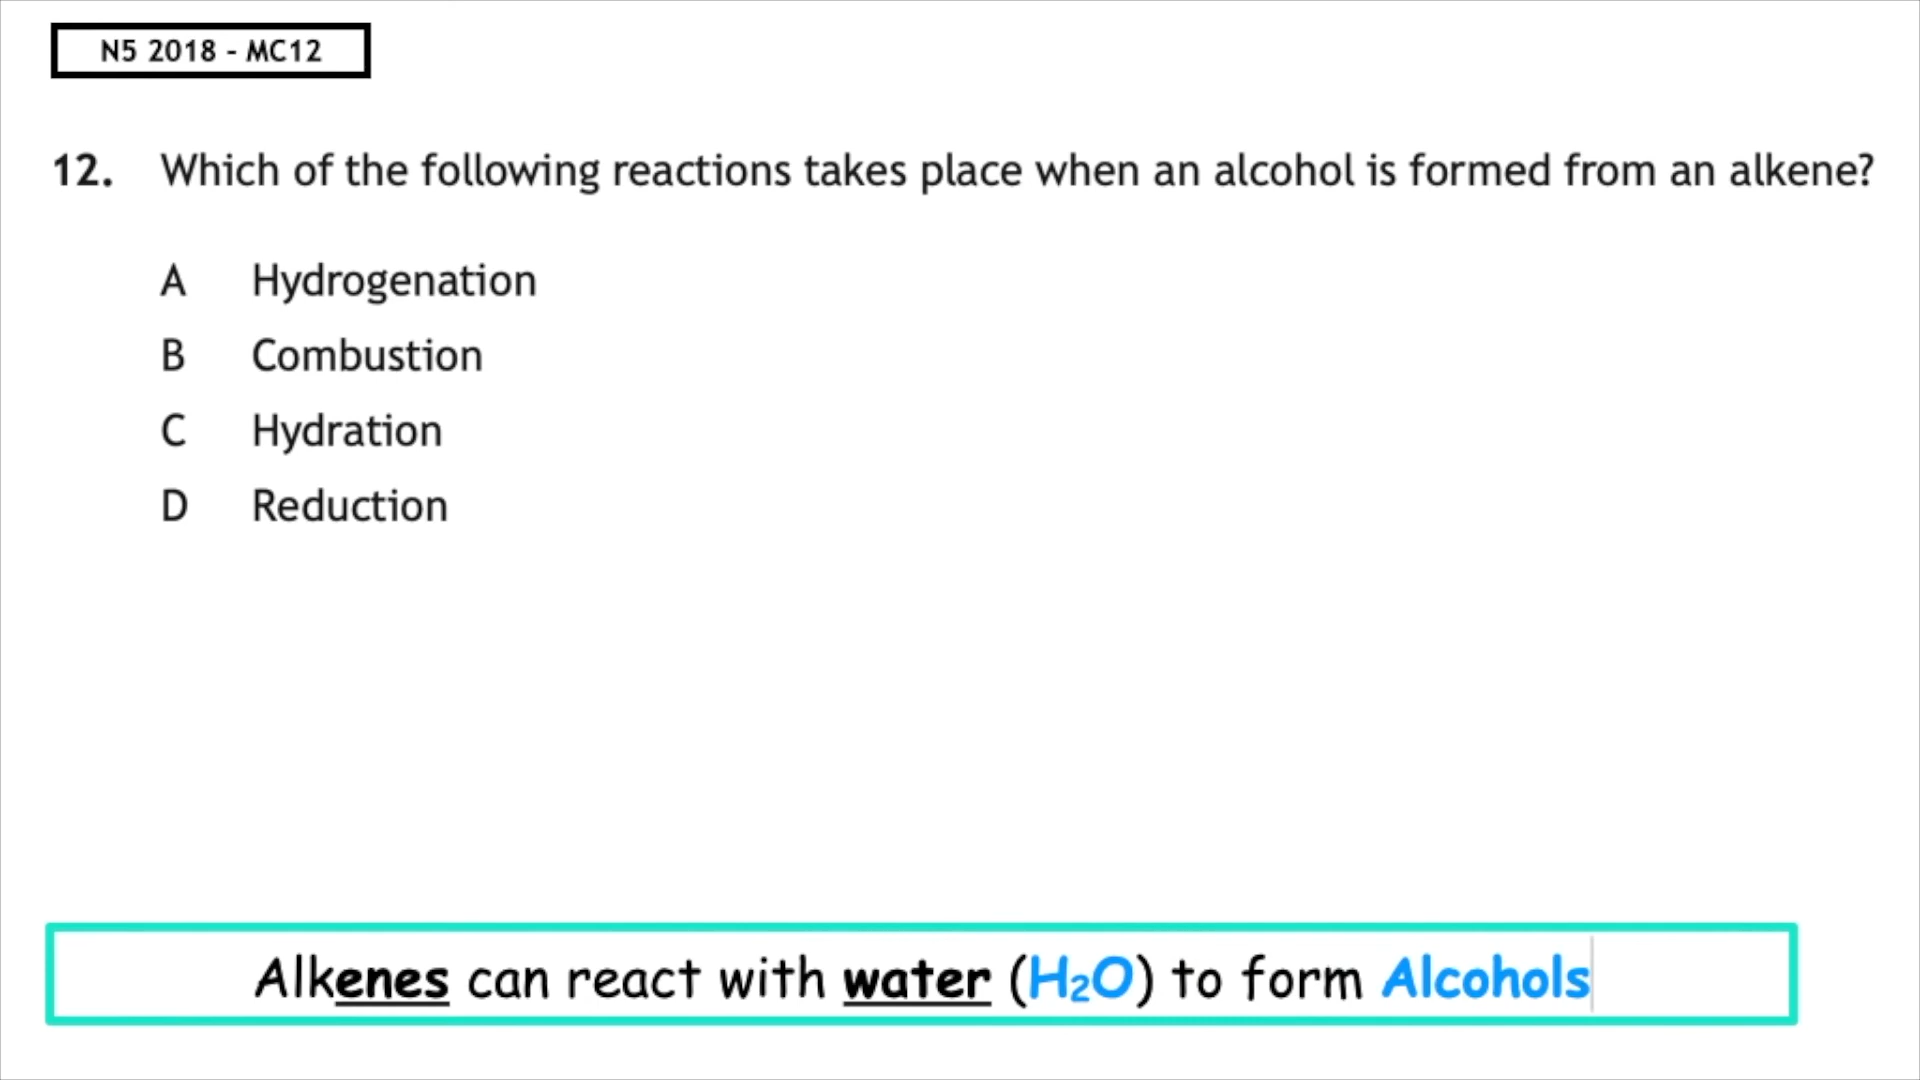 N5 2018 - MC12
12. Which of the following reactions takes place when an alcohol is formed from an alkene?
A Hydrogenation
B Combustion
C Hydration
D Reduction
Alkenes can react with water (H₂O) to form Alcohols